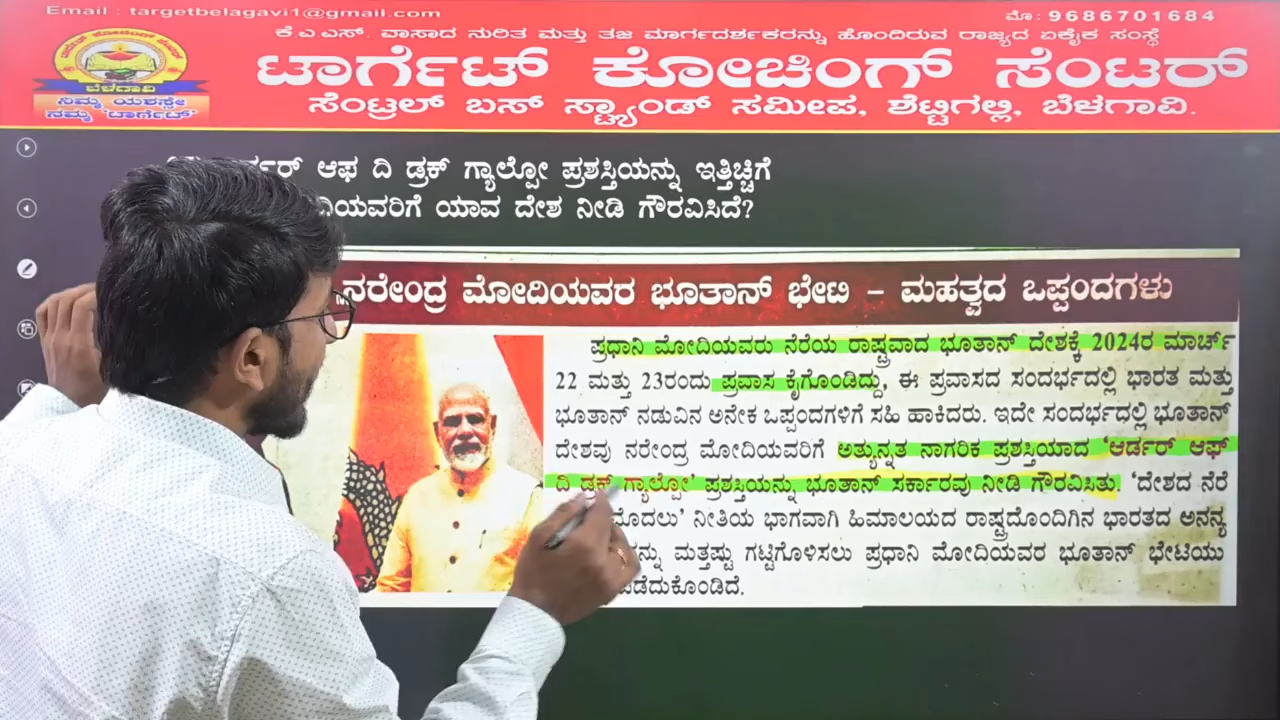 Email : targetbelagavi1@gmail.com
ಮೊ: 9686701684
ಕೆ.ಎ.ಎಸ್. ವಾಸಾದ ನುರಿತ ಮತ್ತು ತಜ್ಞ ಮಾರ್ಗದರ್ಶಕರನ್ನು ಹೊಂದಿರುವ ರಾಜ್ಯದ ಏಕೈಕ ಸಂಸ್ಥೆ
ಟಾರ್ಗೆಟ್ ಕೋಚಿಂಗ್ ಸೆಂಟರ್
ಸೆಂಟ್ರಲ್ ಬಸ್ ಸ್ಟ್ಯಾಂಡ್ ಸಮೀಪ, ಶೆಟ್ಟಿಗಲ್ಲಿ, ಬೆಳಗಾವಿ.
ಬೆಳಗಾವಿ
ನಿಮ್ಮ ಯಶಸ್ಸೇ
ನಮ್ಮ 'ಟಾರ್ಗೆಟ್'
ಆಫ ದಿ ಡ್ರಕ್ ಗ್ಯಾಲ್ಪೋ ಪ್ರಶಸ್ತಿಯನ್ನು ಇತ್ತಿಚ್ಚಿಗೆ
ದಿಯವರಿಗೆ ಯಾವ ದೇಶ ನೀಡಿ ಗೌರವಿಸಿದೆ?
ನರೇಂದ್ರ ಮೋದಿಯವರ ಭೂತಾನ್ ಭೇಟಿ – ಮಹತ್ವದ ಒಪ್ಪಂದಗಳು
ಪ್ರಧಾನಿ ಮೋದಿಯವರು ನೆರೆಯ ರಾಷ್ಟ್ರವಾದ ಭೂತಾನ್ ದೇಶಕ್ಕೆ 2024ರ ಮಾರ್ಚ್
22 ಮತ್ತು 23ರಂದು ಪ್ರವಾಸ ಕೈಗೊಂಡಿದ್ದು, ಈ ಪ್ರವಾಸದ ಸಂದರ್ಭದಲ್ಲಿ ಭಾರತ ಮತ್ತು
ಭೂತಾನ್ ನಡುವಿನ ಅನೇಕ ಒಪ್ಪಂದಗಳಿಗೆ ಸಹಿ ಹಾಕಿದರು. ಇದೇ ಸಂದರ್ಭದಲ್ಲಿ ಭೂತಾನ್
ದೇಶವು ನರೇಂದ್ರ ಮೋದಿಯವರಿಗೆ ಅತ್ಯುನ್ನತ ನಾಗರಿಕ ಪ್ರಶಸ್ತಿಯಾದ 'ಆರ್ಡರ್ ಆಫ್
ದಿ ಡ್ರಕ್ ಗ್ಯಾಲ್ಪೋ' ಪ್ರಶಸ್ತಿಯನ್ನು ಭೂತಾನ್ ಸರ್ಕಾರವು ನೀಡಿ ಗೌರವಿಸಿತು. 'ದೇಶದ ನೆರೆ
ಮೊದಲು' ನೀತಿಯ ಭಾಗವಾಗಿ ಹಿಮಾಲಯದ ರಾಷ್ಟ್ರದೊಂದಿಗಿನ ಭಾರತದ ಅನನ್ಯ
ಮತ್ತಷ್ಟು ಗಟ್ಟಿಗೊಳಿಸಲು ಪ್ರಧಾನಿ ಮೋದಿಯವರ ಭೂತಾನ್ ಭೇಟಿಯು
ಪಡೆದುಕೊಂಡಿದೆ.